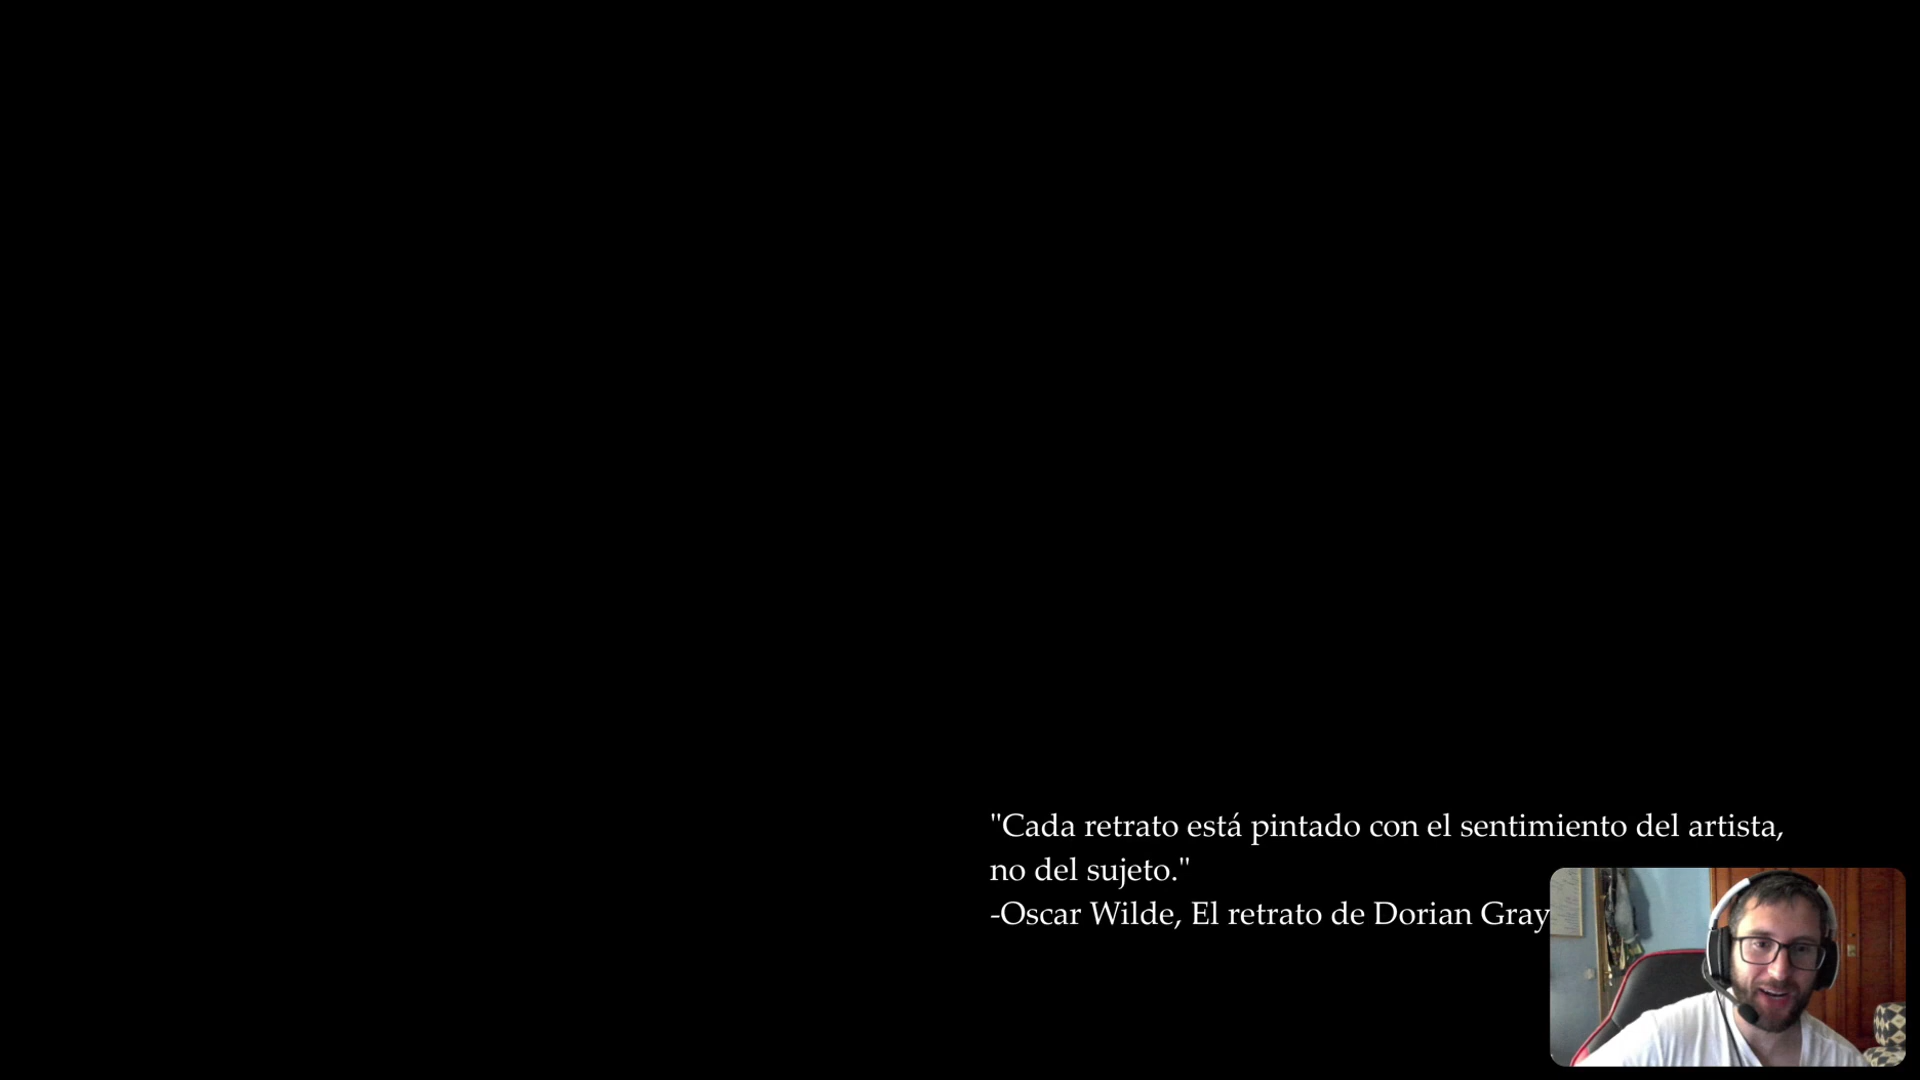 "Cada retrato está pintado con el sentimiento del artista,
no del sujeto."
-Oscar Wilde, El retrato de Dorian Gray